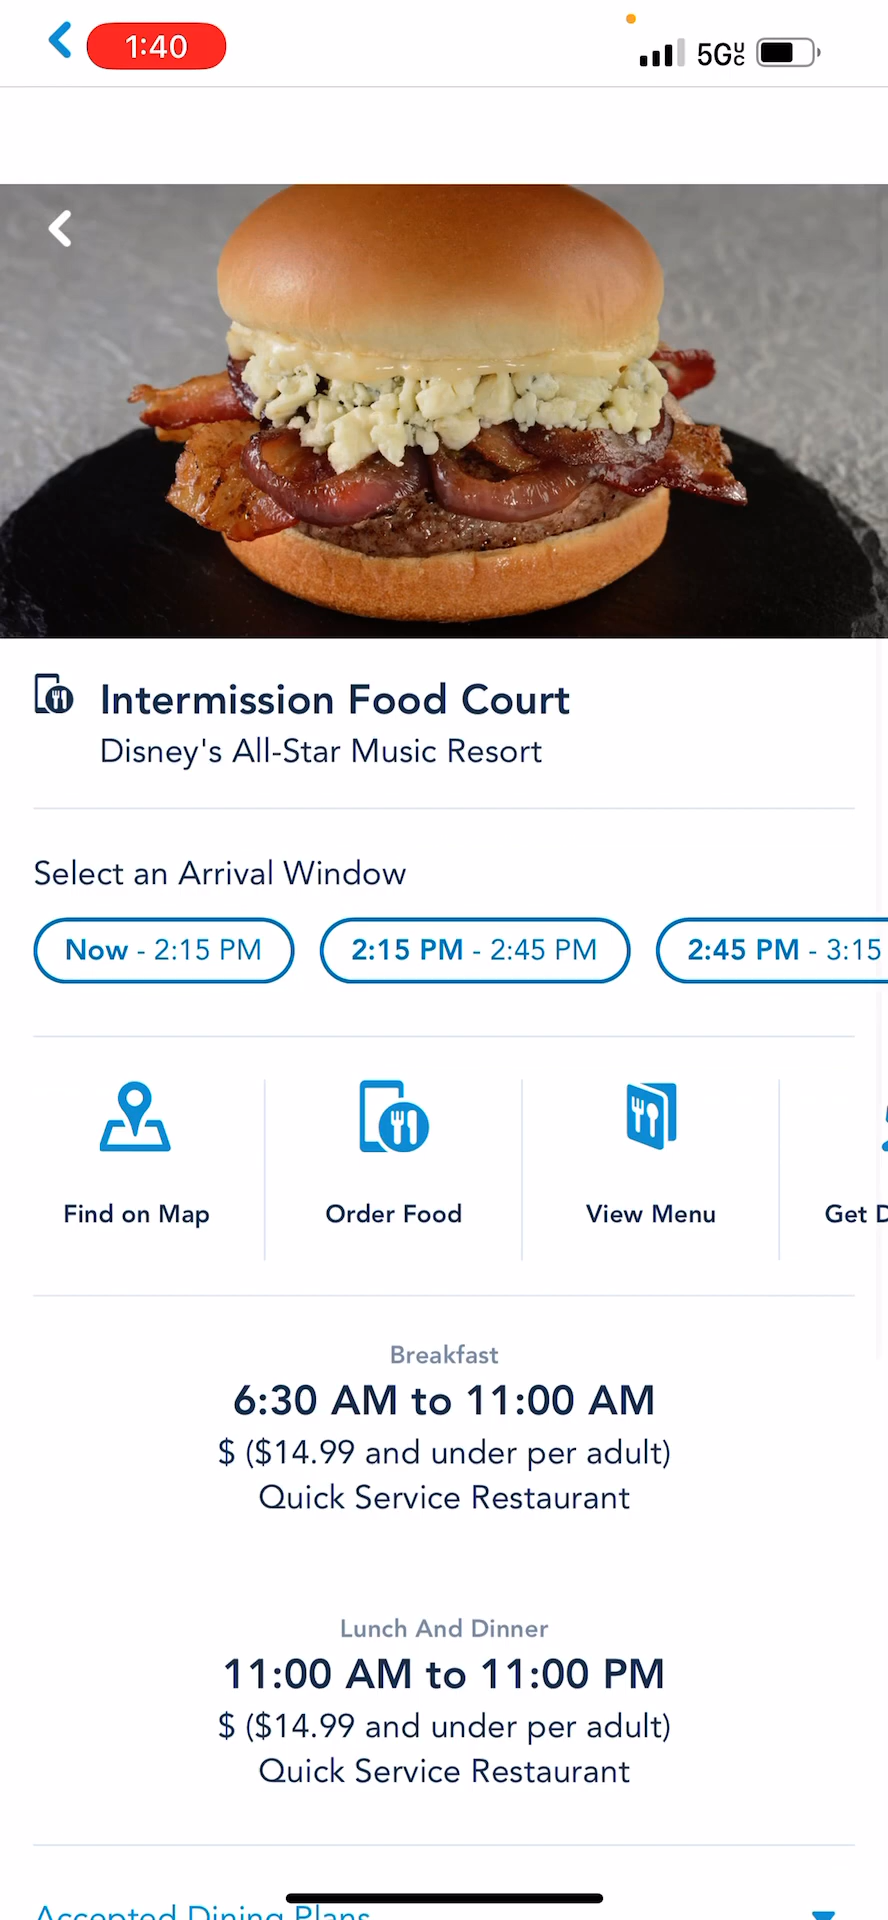 1:40
5GUC
Intermission Food Court
Disney's All-Star Music Resort
Select an Arrival Window
Now - 2:15 PM
2:15 PM - 2:45 PM
2:45 PM - 3:15
Find on Map
Order Food
View Menu
Get D
Breakfast
6:30 AM to 11:00 AM
$ ($14.99 and under per adult)
Quick Service Restaurant
Lunch And Dinner
11:00 AM to 11:00 PM
$ ($14.99 and under per adult)
Quick Service Restaurant
Accepted Dining Plans